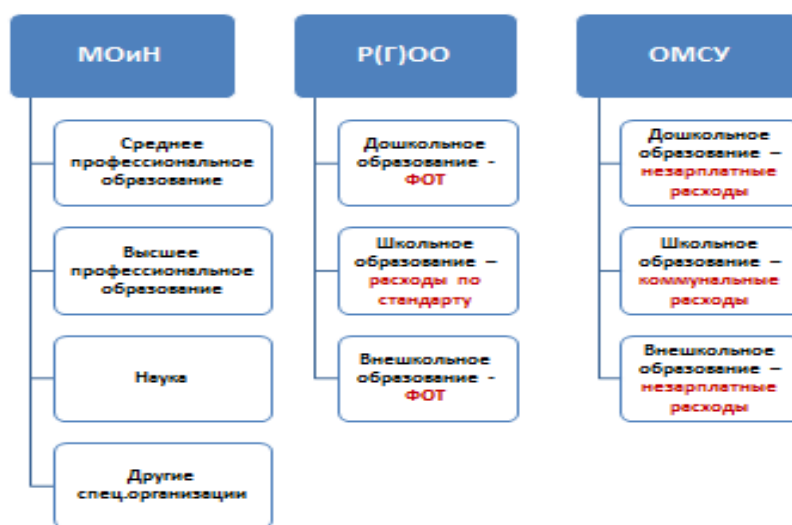 МОиН
Среднее
профессиональное
образование
Высшее
профессиональное
образование
Наука
Другие
спец.организации
Р(Г)ОО
Дошкольное
образование -
ФОТ
Школьное
образование –
расходы по
стандарту
Внешкольное
образование -
ФОТ
ОМСУ
Дошкольное
образование –
незарплатные
расходы
Школьное
образование –
коммунальные
расходы
Внешкольное
образование –
незарплатные
расходы